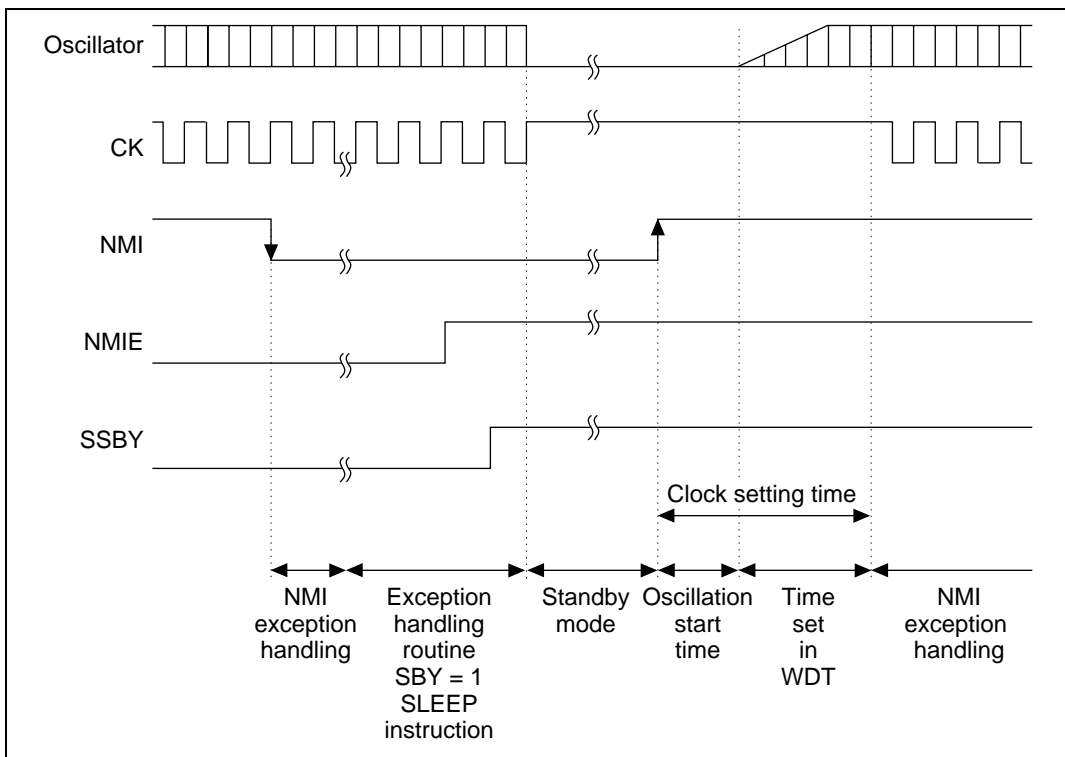 Oscillator
CK
NMI
NMIE
SSBY
Clock setting time
NMI
exception
handling
Exception
handling
routine
SBY = 1
SLEEP
instruction
Standby
mode
Oscillation
start
time
Time
set
in
WDT
NMI
exception
handling